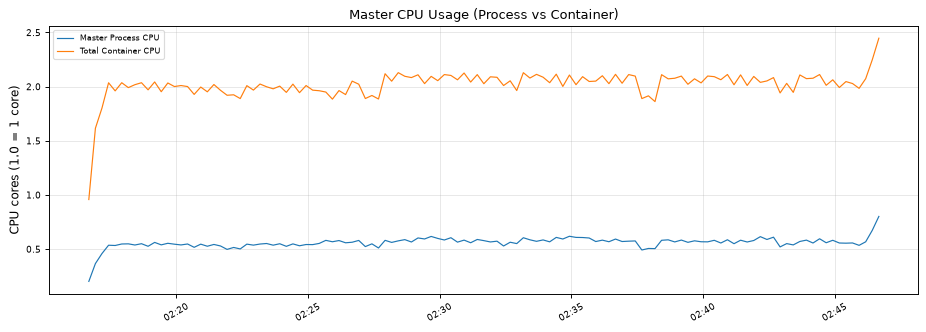 Master CPU Usage (Process vs Container)
Master Process CPU
Total Container CPU
CPU cores (1.0 = 1 core)
2.5
2.0
1.5
1.0
0.5
02:20
02:25
02:30
02:35
02:40
02:45